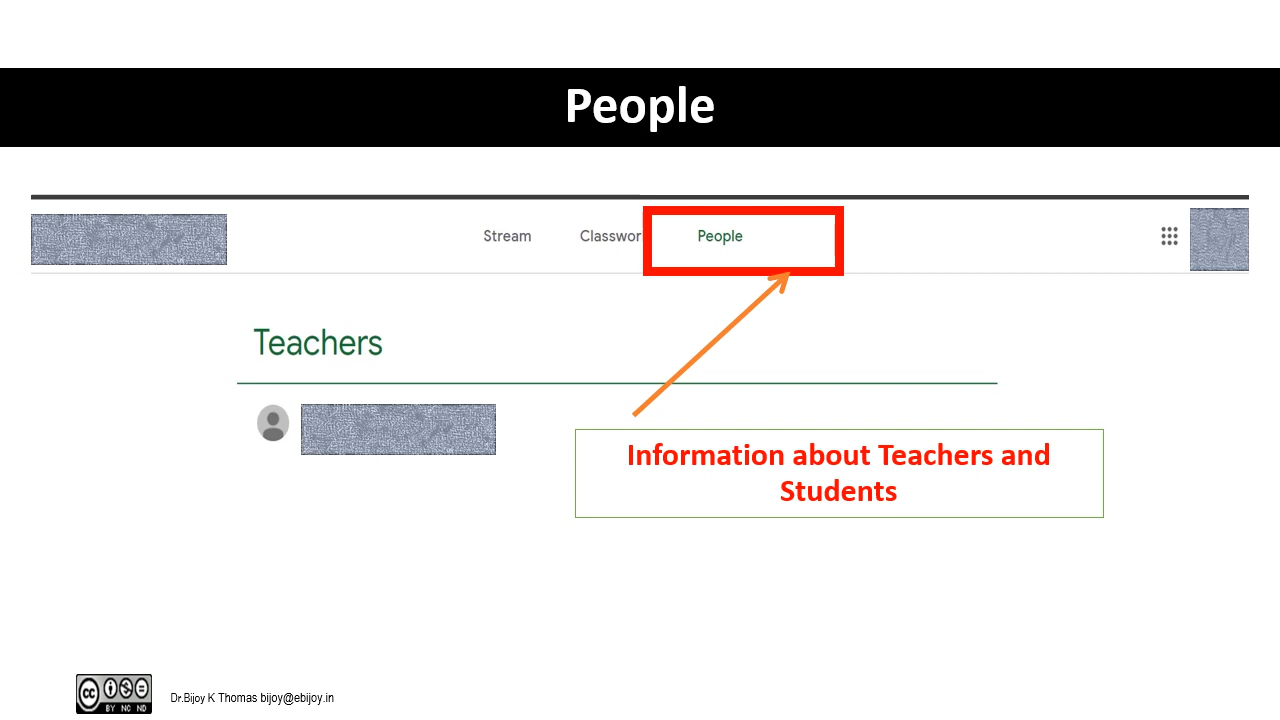 People
Stream Classwor People
Teachers
Information about Teachers and
Students
cc BY NC ND
Dr.Bijoy K Thomas bijoy@ebijoy.in